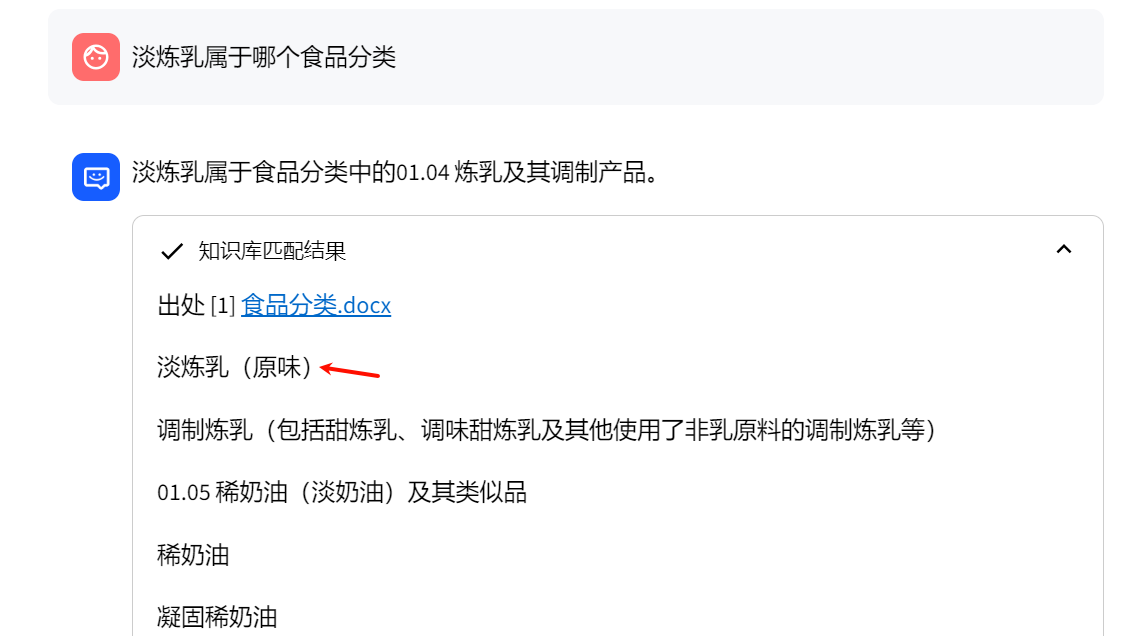 淡炼乳属于哪个食品分类
淡炼乳属于食品分类中的01.04 炼乳及其调制产品。
知识库匹配结果
出处 [1] 食品分类.docx
淡炼乳（原味）
调制炼乳（包括甜炼乳、调味甜炼乳及其他使用了非乳原料的调制炼乳等）
01.05 稀奶油（淡奶油）及其类似品
稀奶油
凝固稀奶油